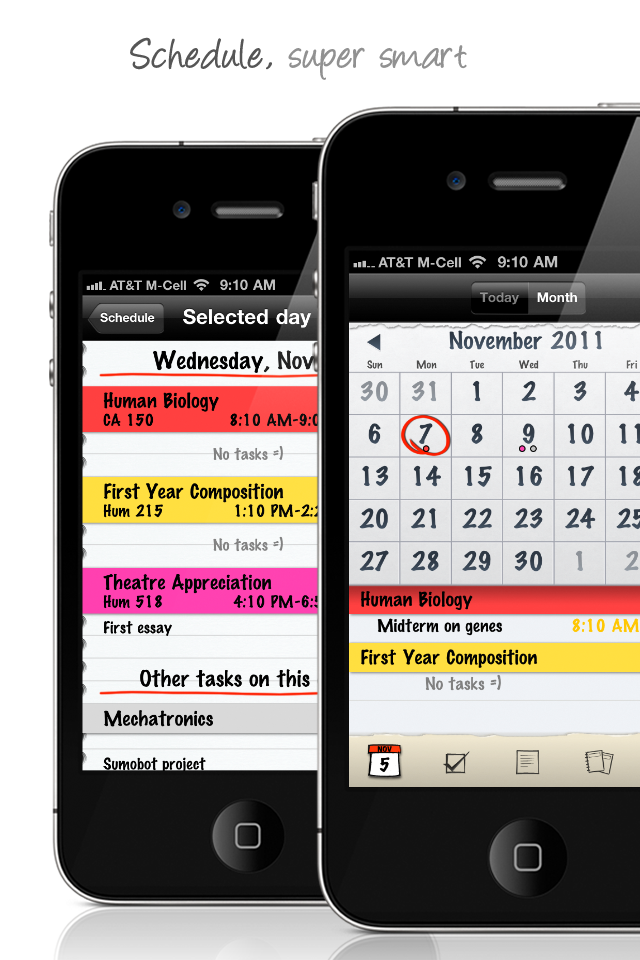 Schedule, super smart
AT&T M-Cell 9:10 AM
Schedule Selected day
Wednesday, Nov
Human Biology
CA 150 8:10 AM-9:0
No tasks =)
First Year Composition
Hum 215 1:10 PM-2:2
No tasks =)
Theatre Appreciation
Hum 518 4:10 PM-6:5
First essay
Other tasks on this
Mechatronics
Sumobot project
AT&T M-Cell 9:10 AM
Today Month
November 2011
Sun Mon Tue Wed Thu Fri
30 31 1 2 3 4
6 7 8 9 10 11
13 14 15 16 17 18
20 21 22 23 24 25
27 28 29 30 1 2
Human Biology
Midterm on genes 8:10 AM
First Year Composition
No tasks =)
NOV
5